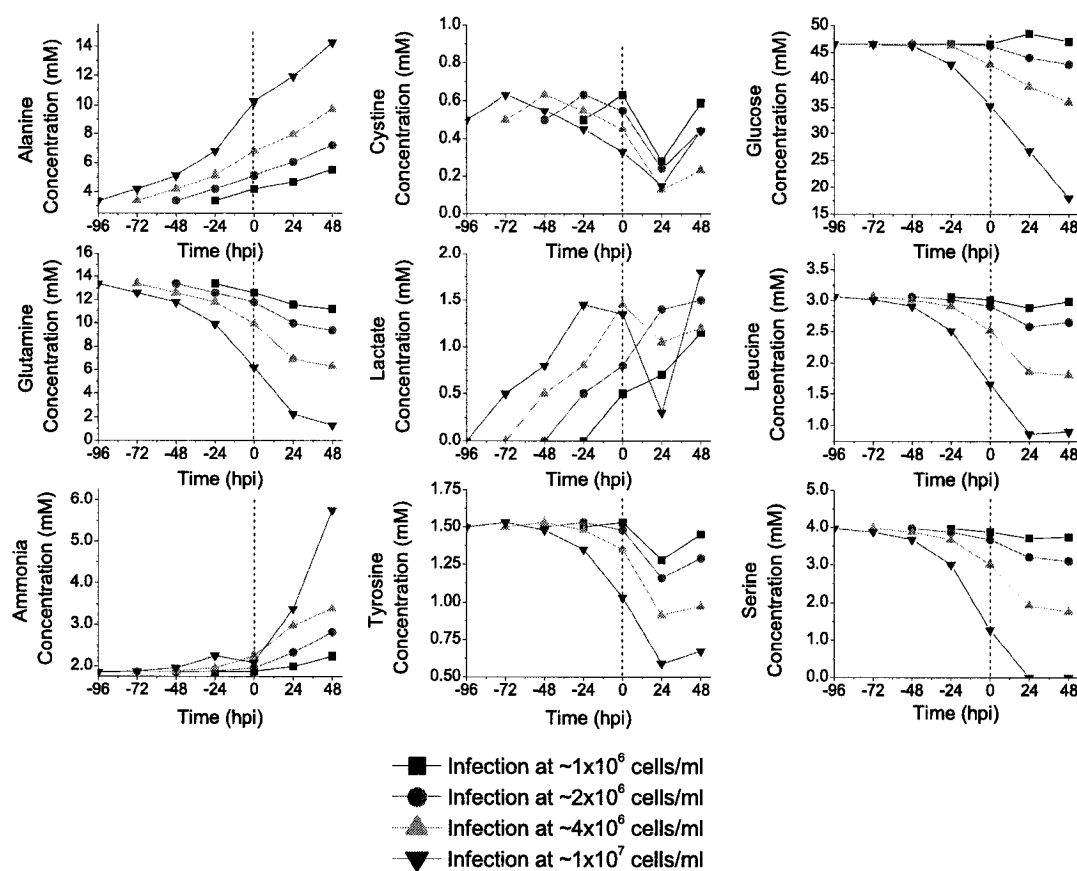 Alanine
Concentration (mM)
14
12
10
8
6
4
-96 -72 -48 -24 0 24 48
Time (hpi)
Cystine
Concentration (mM)
0.8
0.6
0.4
0.2
0.0
-96 -72 -48 -24 0 24 48
Time (hpi)
Glucose
Concentration (mM)
50
45
40
35
30
25
20
15
-96 -72 -48 -24 0 24 48
Time (hpi)
Glutamine
Concentration (mM)
16
14
12
10
8
6
4
2
0
-96 -72 -48 -24 0 24 48
Time (hpi)
Lactate
Concentration (mM)
2.0
1.5
1.0
0.5
0.0
-96 -72 -48 -24 0 24 48
Time (hpi)
Leucine
Concentration (mM)
3.5
3.0
2.5
2.0
1.5
1.0
-96 -72 -48 -24 0 24 48
Time (hpi)
Ammonia
Concentration (mM)
6.0
5.0
4.0
3.0
2.0
-96 -72 -48 -24 0 24 48
Time (hpi)
Tyrosine
Concentration (mM)
1.75
1.50
1.25
1.00
0.75
0.50
-96 -72 -48 -24 0 24 48
Time (hpi)
Serine
Concentration (mM)
5.0
4.0
3.0
2.0
1.0
0.0
-96 -72 -48 -24 0 24 48
Time (hpi)
Infection at ~1x10⁶ cells/ml
Infection at ~2x10⁶ cells/ml
Infection at ~4x10⁶ cells/ml
Infection at ~1x10⁷ cells/ml